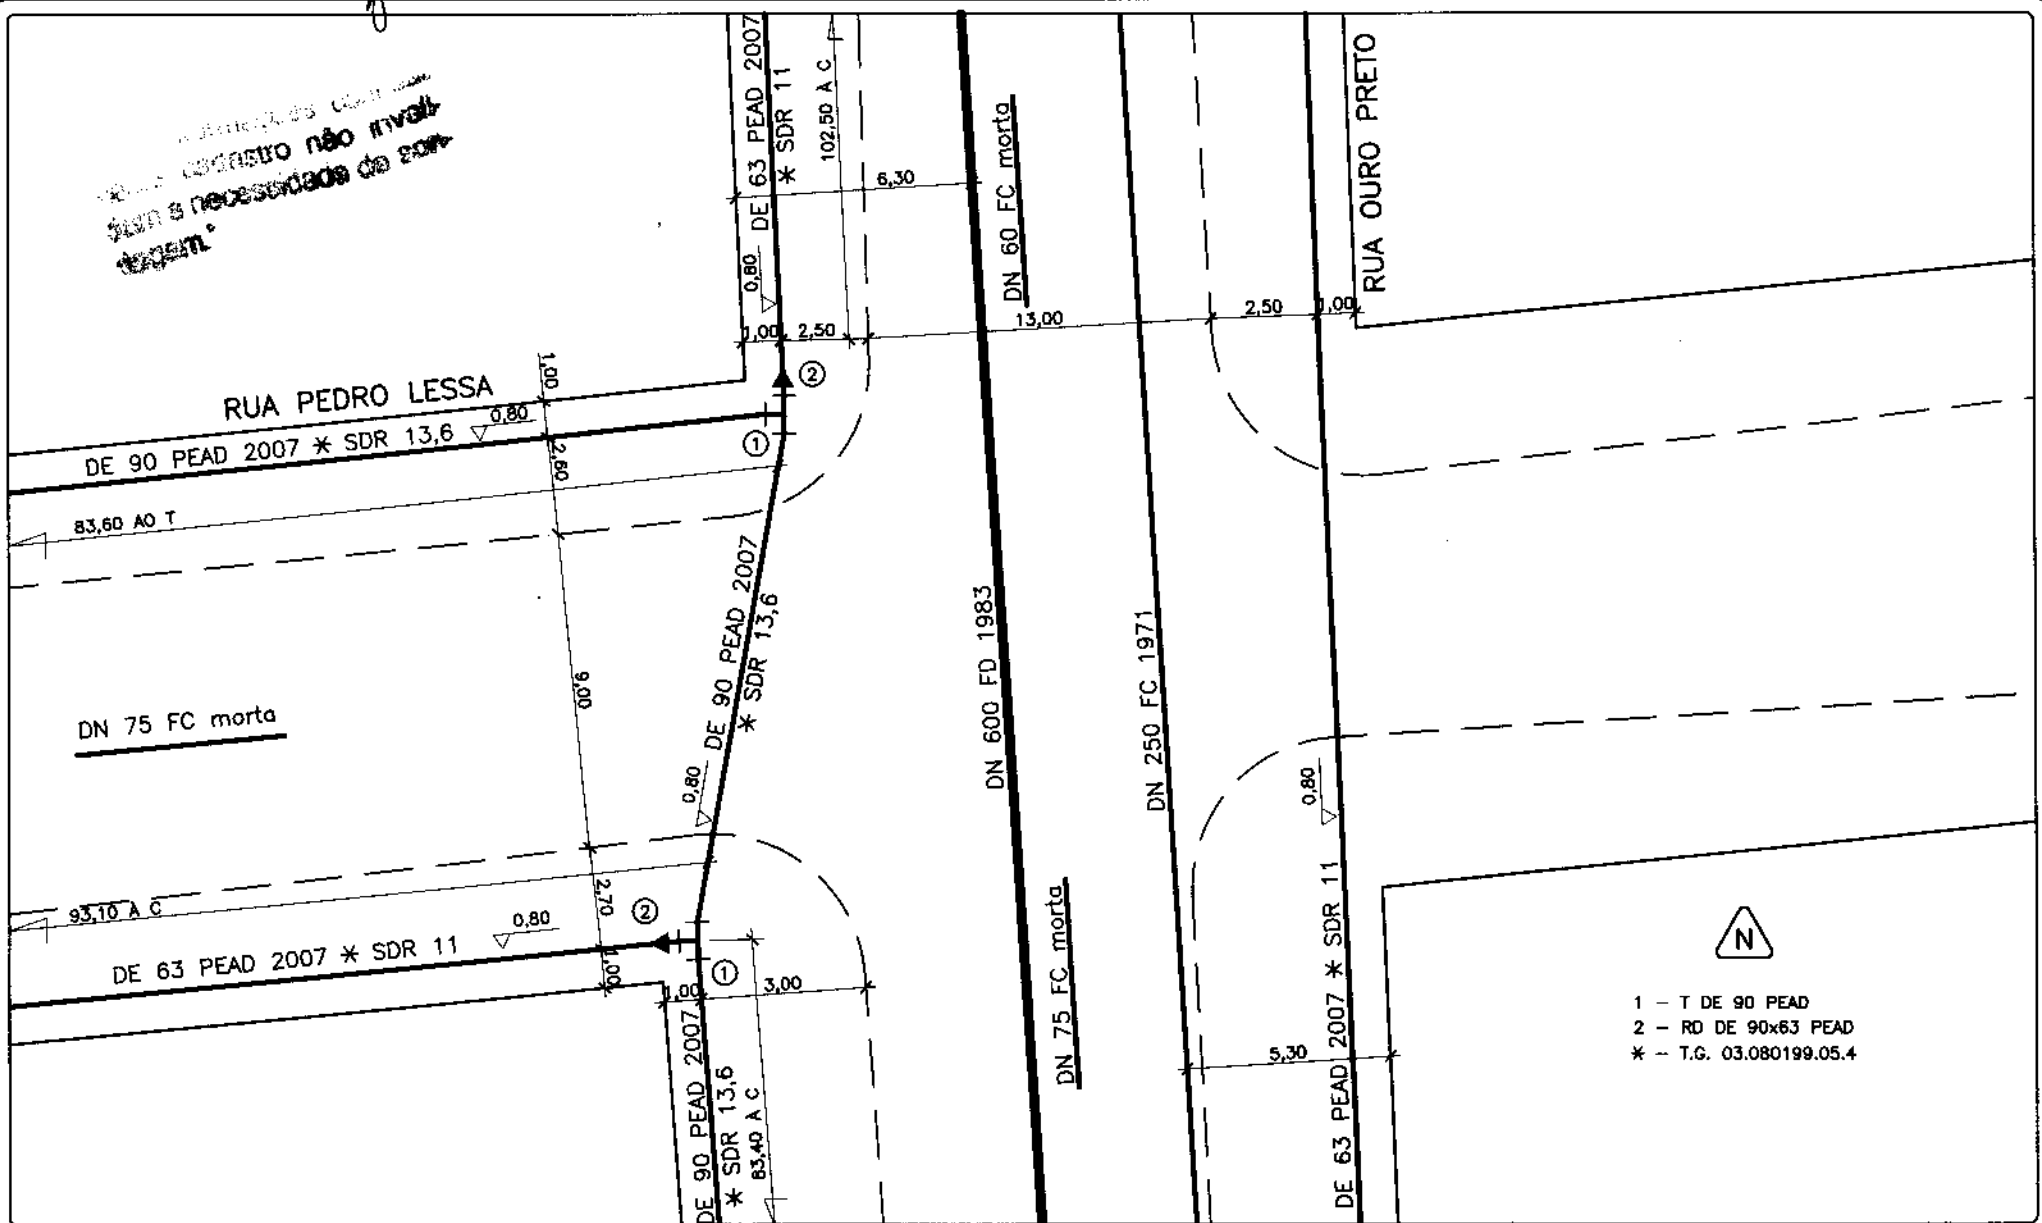 cadastro não invali-
dam a necessidade de son-
dagem."
DE 63 PEAD 2007
* SDR 11
102,50 A C
6,30
0,80
DN 60 FC morta
RUA OURO PRETO
1,00
2,50
13,00
2,50
1,00
2
RUA PEDRO LESSA
1,00
0,80
DE 90 PEAD 2007 * SDR 13,6
1
2,60
83,60 AO T
DE 90 PEAD 2007
* SDR 13,6
0,80
9,00
DN 75 FC morta
DN 600 FD 1983
DN 250 FC 1971
0,80
93,10 A C
2,70
2
0,80
DE 63 PEAD 2007 * SDR 11
1,00
1
1,00
3,00
DE 90 PEAD 2007
* SDR 13,6
83,40 A C
DN 75 FC morta
5,30
DE 63 PEAD 2007 * SDR 11
N
1 - T DE 90 PEAD
2 - RD DE 90x63 PEAD
* - T.G. 03.080199.05.4